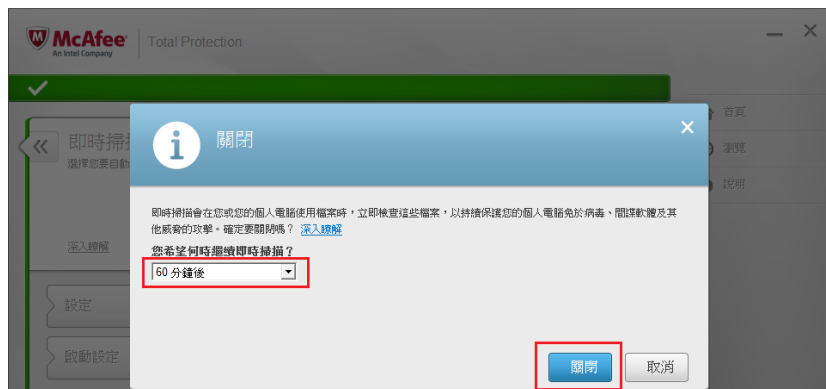 McAfee Total Protection
An Intel Company
首頁
瀏覽
說明
即時掃
選擇您要自動
深入瞭解
設定
啟動設定
關閉
即時掃描會在您或您的個人電腦使用檔案時，立即檢查這些檔案，以持續保護您的個人電腦免於病毒、間諜軟體及其
他威脅的攻擊。確定要關閉嗎？ 深入瞭解
您希望何時繼續即時掃描？
60 分鐘後
關閉 取消